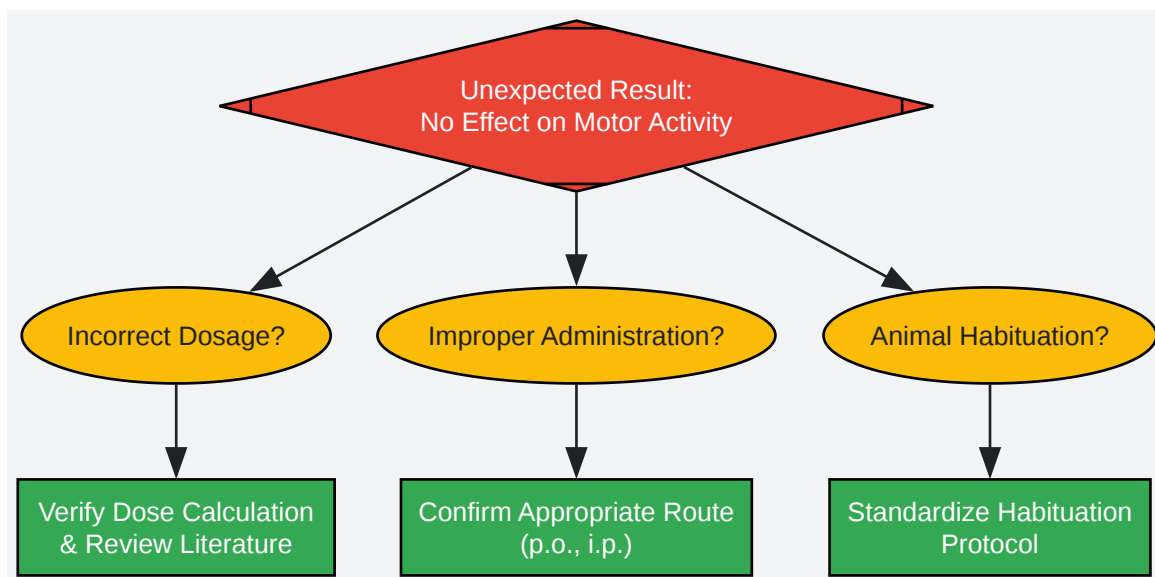 Unexpected Result:
No Effect on Motor Activity
Incorrect Dosage?
Improper Administration?
Animal Habituation?
Verify Dose Calculation
& Review Literature
Confirm Appropriate Route
(p.o., i.p.)
Standardize Habituation
Protocol